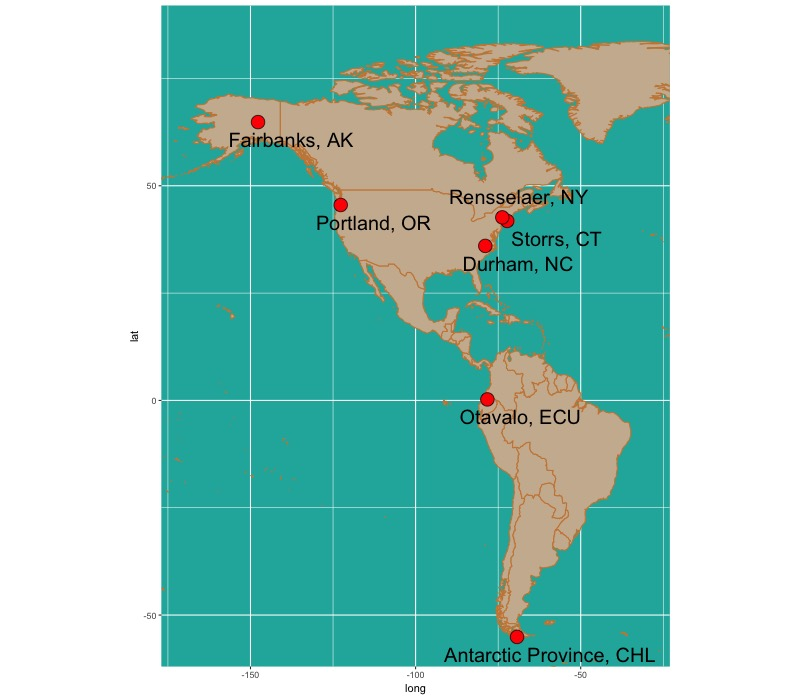 Fairbanks, AK
50
Rensselaer, NY
Portland, OR
Storrs, CT
Durham, NC
lat
0
Otavalo, ECU
-50
Antarctic Province, CHL
-150
-100
-50
long